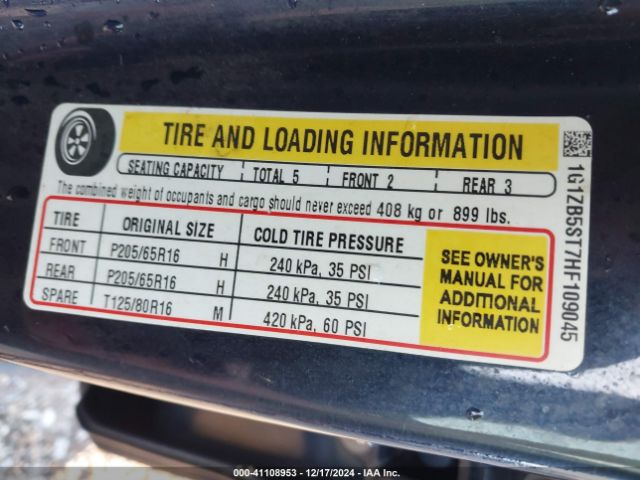 TIRE AND LOADING INFORMATION
SEATING CAPACITY TOTAL 5 FRONT 2 REAR 3
The combined weight of occupants and cargo should never exceed 408 kg or 899 lbs.
TIRE ORIGINAL SIZE COLD TIRE PRESSURE
FRONT P205/65R16 H 240 kPa, 35 PSI
REAR P205/65R16 H 240 kPa, 35 PSI
SPARE T125/80R16 M 420 kPa, 60 PSI
SEE OWNER'S
MANUAL FOR
ADDITIONAL
INFORMATION
1G1ZB5ST7HF109045
00-41108953 - 12/17/2024 - IAA Inc.